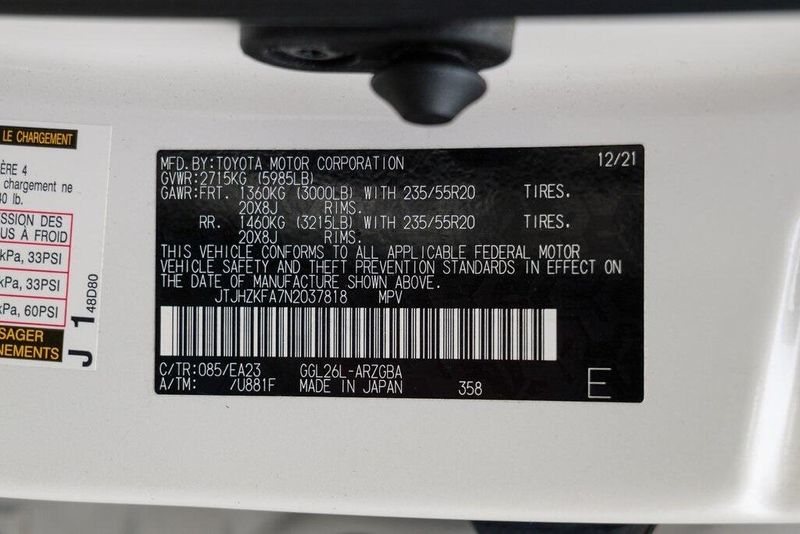 LE CHARGEMENT
ÈRE 4
chargement ne
40 lb.
SSION DES
US À FROID
kPa, 33PSI
kPa, 33PSI
kPa, 60PSI
SAGER
NEMENTS
J 1
48D80
MFD.BY:TOYOTA MOTOR CORPORATION 12/21
GVWR:2715KG (5985LB)
GAWR:FRT. 1360KG (3000LB) WITH 235/55R20 TIRES.
20X8J RIMS.
RR. 1460KG (3215LB) WITH 235/55R20 TIRES.
20X8J RIMS.
THIS VEHICLE CONFORMS TO ALL APPLICABLE FEDERAL MOTOR
VEHICLE SAFETY AND THEFT PREVENTION STANDARDS IN EFFECT ON
THE DATE OF MANUFACTURE SHOWN ABOVE.
JTJHZKFA7N2037818 MPV
C/TR:085/EA23 GGL26L-ARZGBA
A/TM: /U881F MADE IN JAPAN 358 E